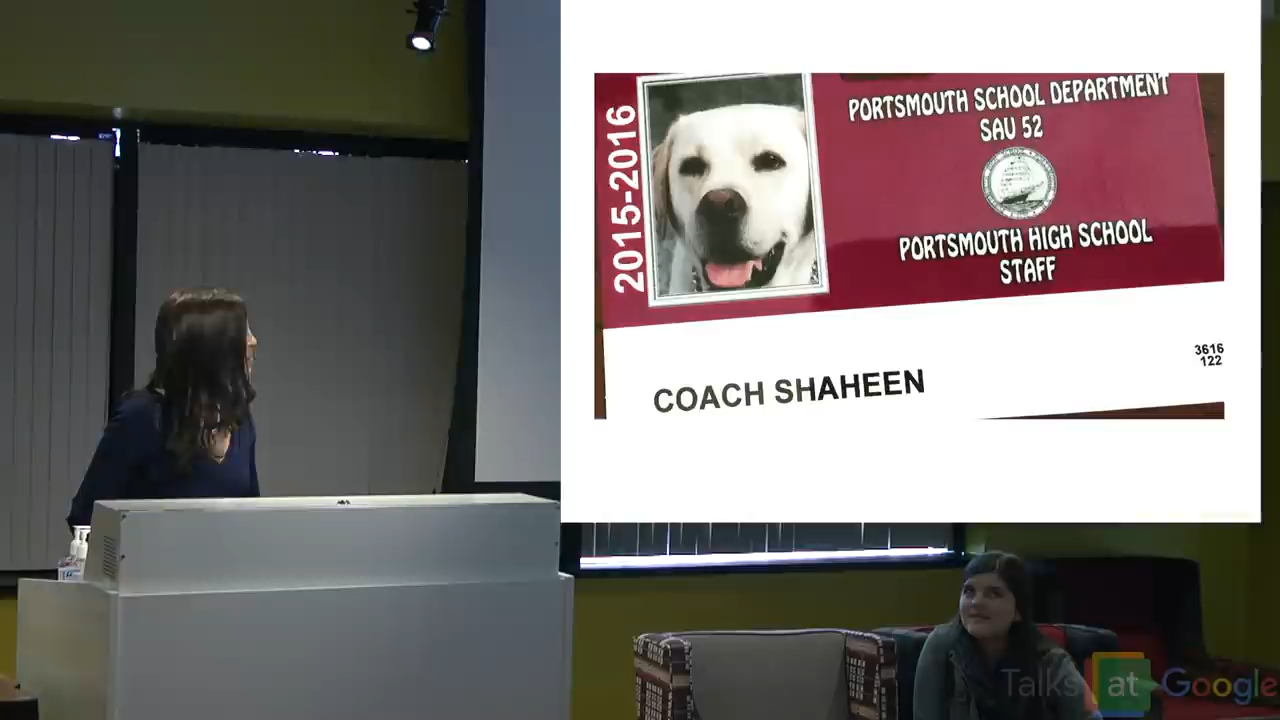 2015-2016
PORTSMOUTH SCHOOL DEPARTMENT
SAU 52
PORTSMOUTH HIGH SCHOOL
STAFF
3616
122
COACH SHAHEEN
Talks at Google